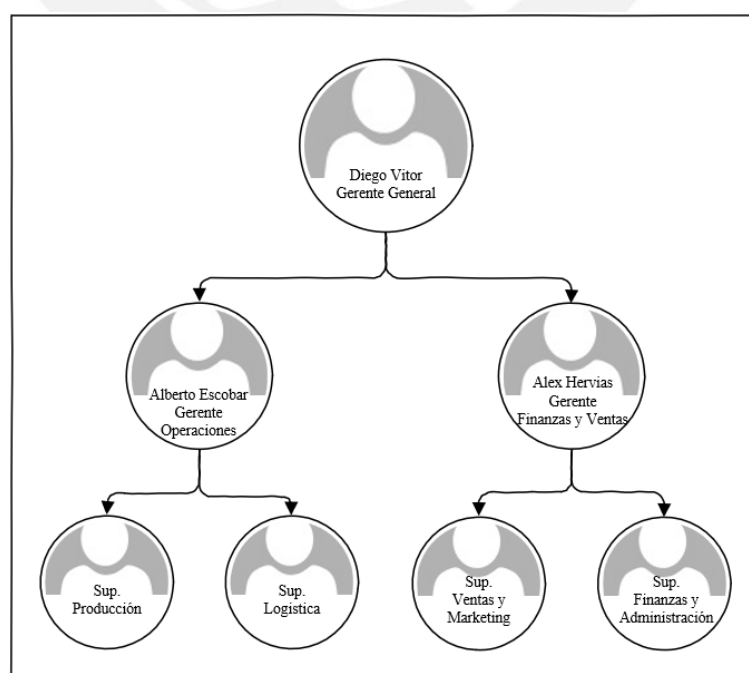 Diego Vitor
Gerente General
Alberto Escobar
Gerente
Operaciones
Alex Hervias
Gerente
Finanzas y Ventas
Sup.
Producción
Sup.
Logistica
Sup.
Ventas y
Marketing
Sup.
Finanzas y
Administración